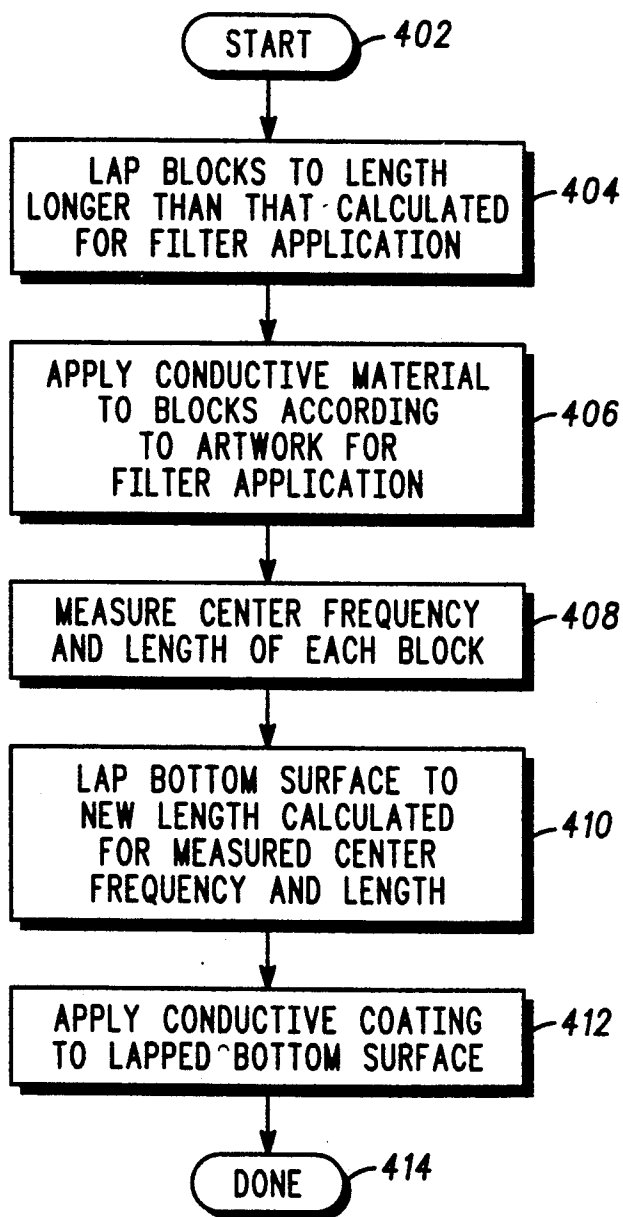 START
402
LAP BLOCKS TO LENGTH
LONGER THAN THAT CALCULATED
FOR FILTER APPLICATION
404
APPLY CONDUCTIVE MATERIAL
TO BLOCKS ACCORDING
TO ARTWORK FOR
FILTER APPLICATION
406
MEASURE CENTER FREQUENCY
AND LENGTH OF EACH BLOCK
408
LAP BOTTOM SURFACE TO
NEW LENGTH CALCULATED
FOR MEASURED CENTER
FREQUENCY AND LENGTH
410
APPLY CONDUCTIVE COATING
TO LAPPED BOTTOM SURFACE
412
DONE
414